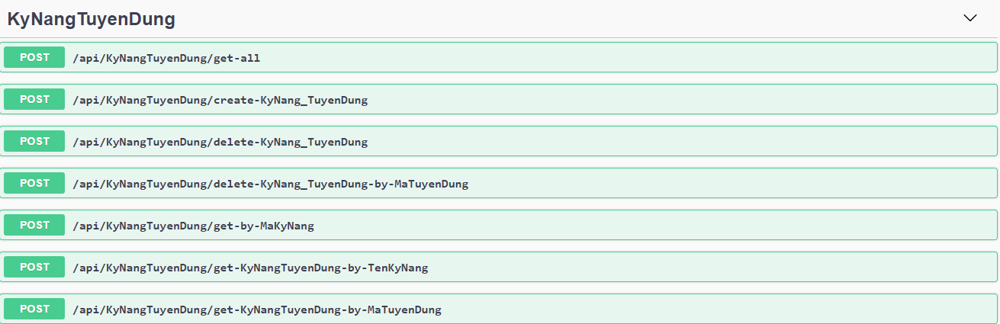 KyNangTuyenDung
POST /api/KyNangTuyenDung/get-all
POST /api/KyNangTuyenDung/create-KyNang_TuyenDung
POST /api/KyNangTuyenDung/delete-KyNang_TuyenDung
POST /api/KyNangTuyenDung/delete-KyNang_TuyenDung-by-MaTuyenDung
POST /api/KyNangTuyenDung/get-by-MaKyNang
POST /api/KyNangTuyenDung/get-KyNangTuyenDung-by-TenKyNang
POST /api/KyNangTuyenDung/get-KyNangTuyenDung-by-MaTuyenDung